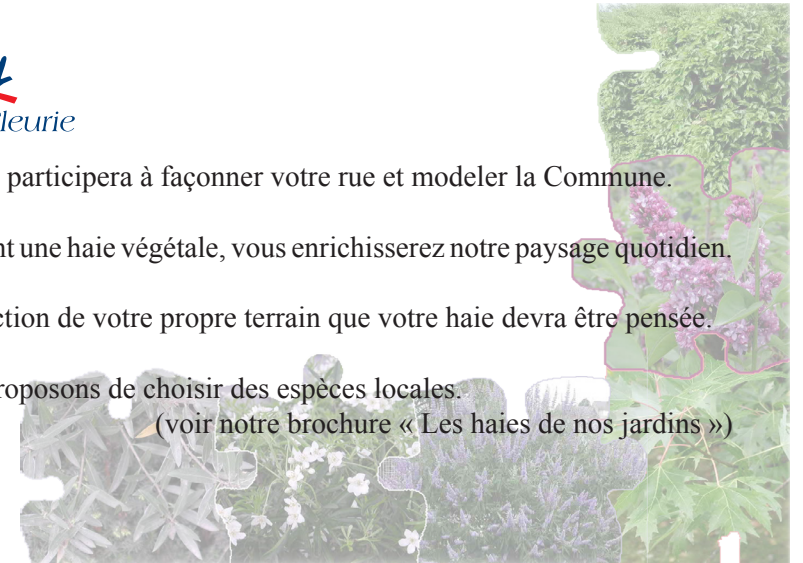 leurie
participera à façonner votre rue et modeler la Commune.
nt une haie végétale, vous enrichisserez notre paysage quotidien.
ction de votre propre terrain que votre haie devra être pensée.
roposons de choisir des espèces locales.
(voir notre brochure « Les haies de nos jardins »)